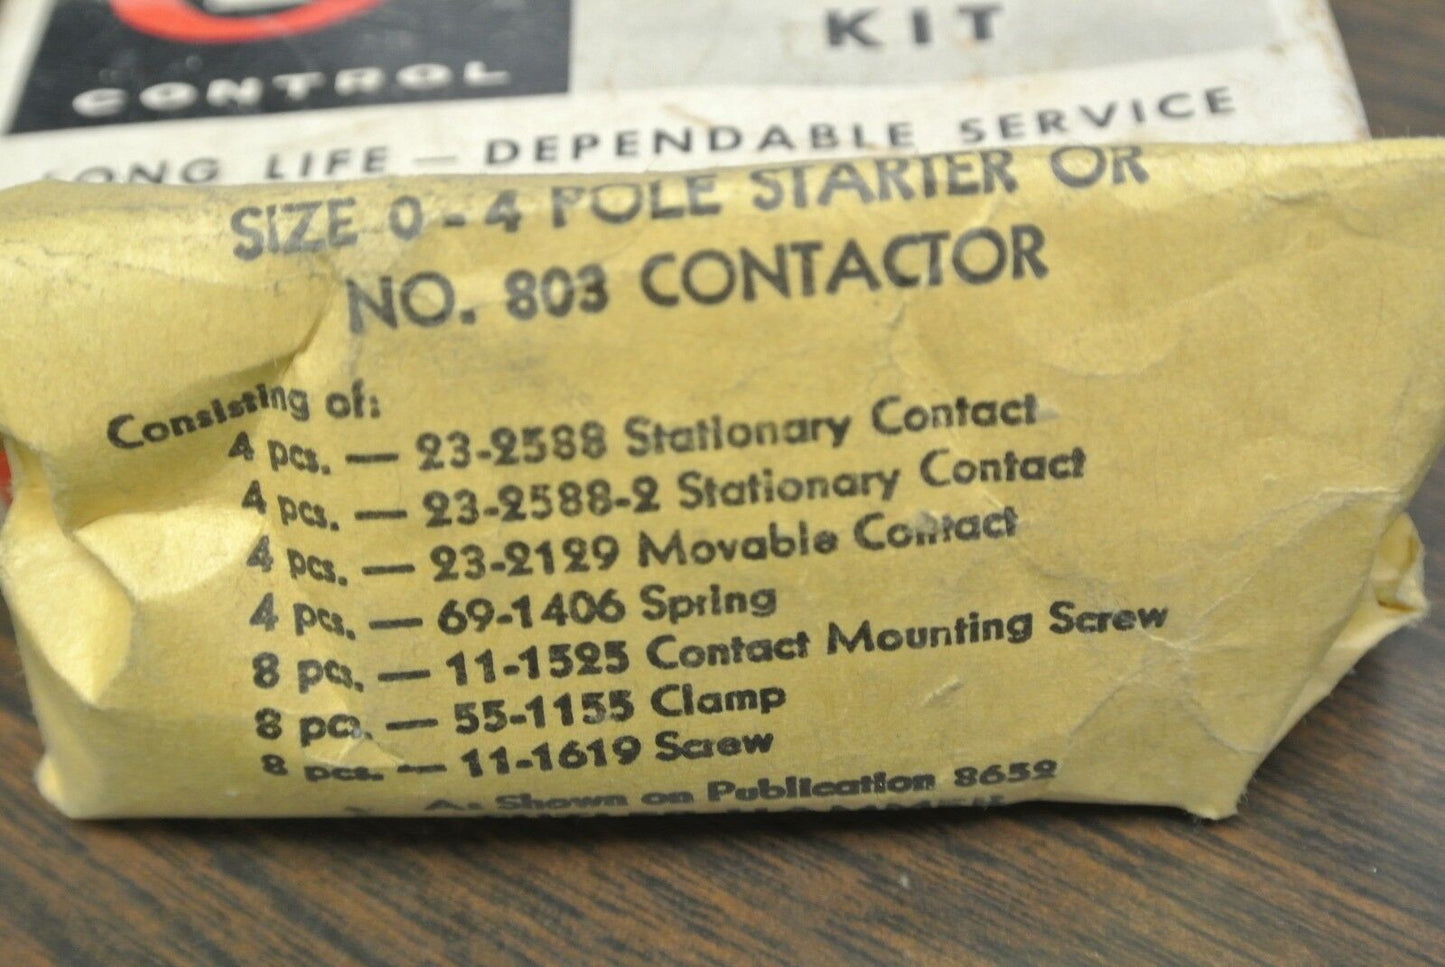 CONTROL
KIT
LONG LIFE — DEPENDABLE SERVICE
SIZE 0 - 4 POLE STARTER OR
NO. 803 CONTACTOR
Consisting of:
4 pcs. — 23-2588 Stationary Contact
4 pcs. — 23-2588-2 Stationary Contact
4 pcs. — 23-2129 Movable Contact
4 pcs. — 69-1406 Spring
8 pcs. — 11-1525 Contact Mounting Screw
8 pcs. — 55-1155 Clamp
8 pcs. — 11-1619 Screw
As Shown on Publication 8652